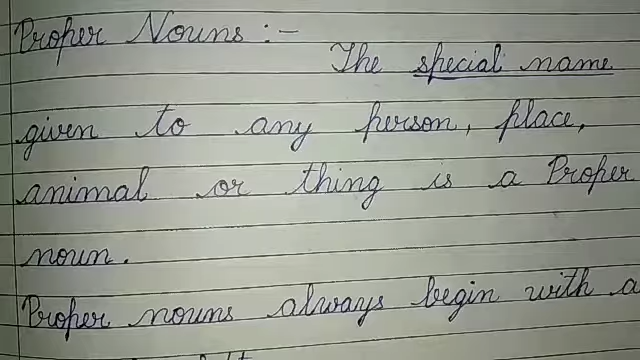 Proper Nouns :-
The special name
given to any person, place,
animal or thing is a Proper
noun.
Proper nouns always begin with a